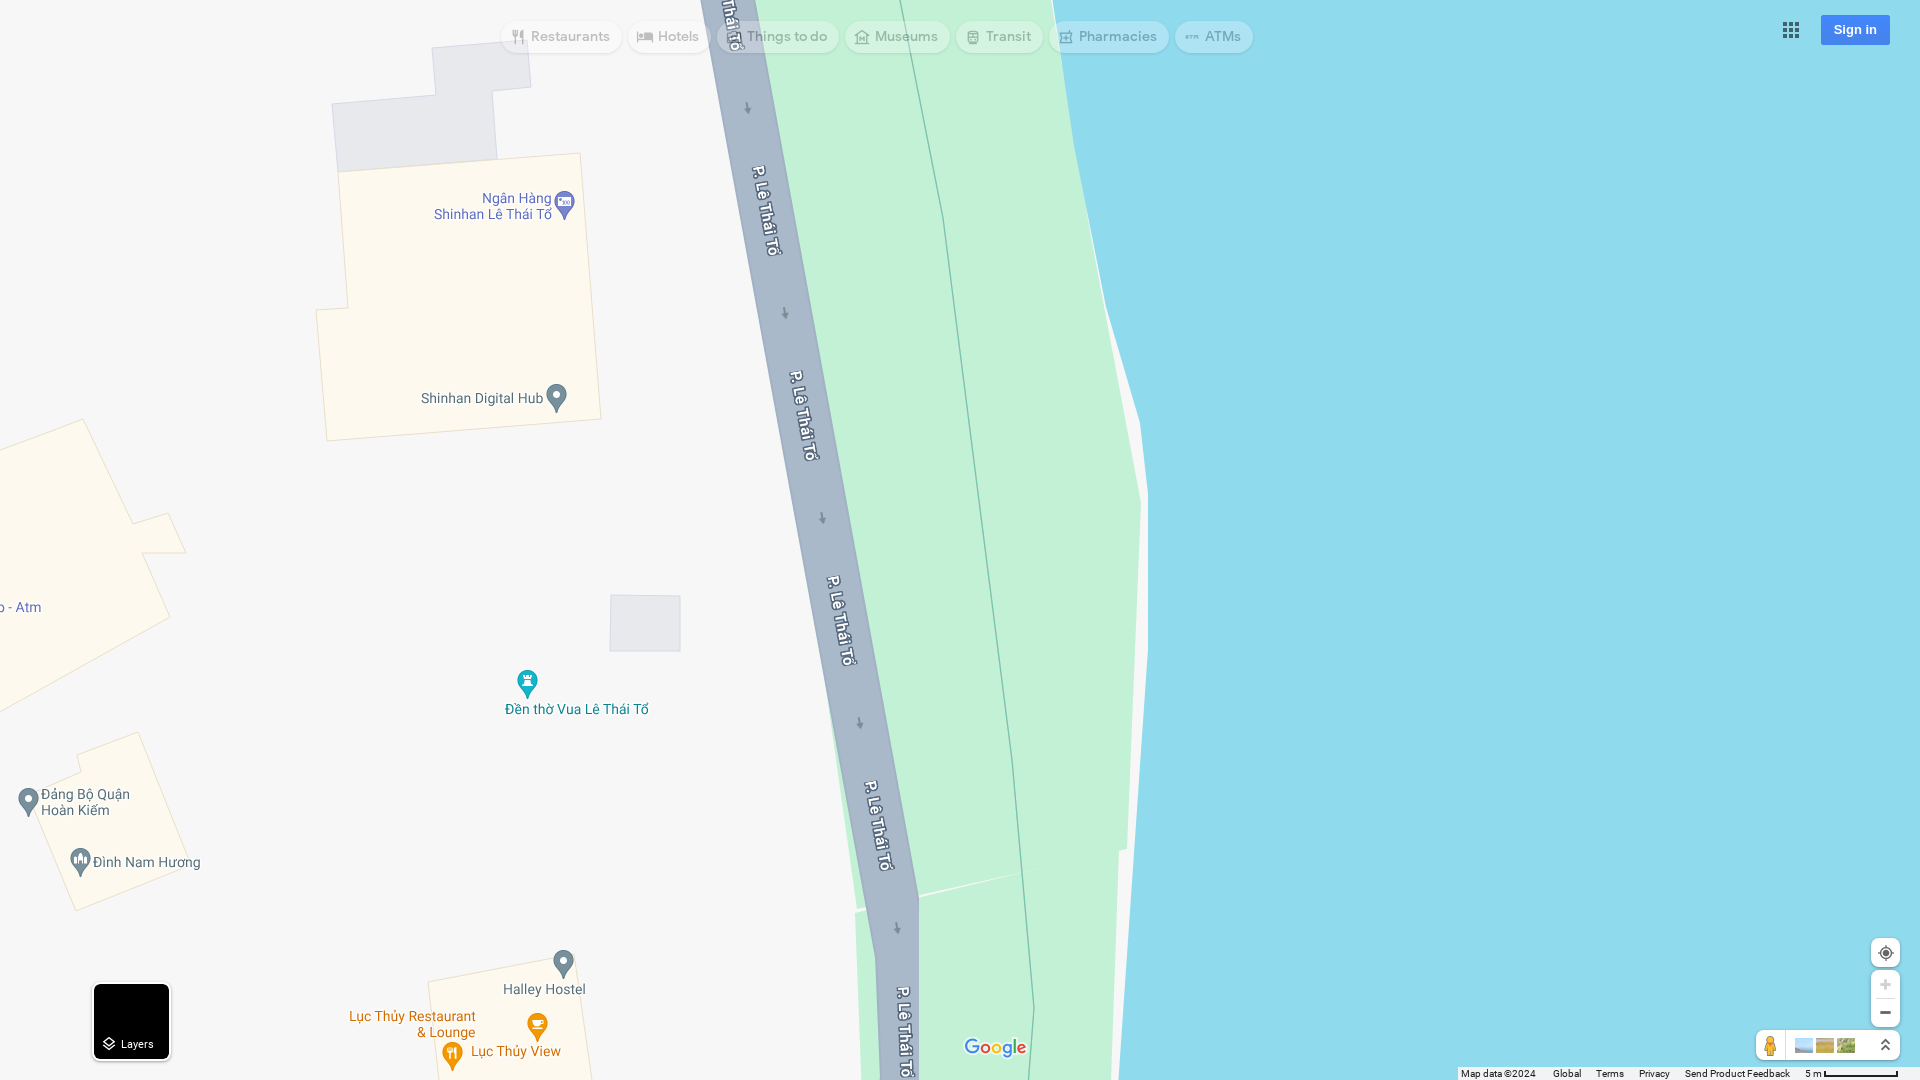 Restaurants
Hotels
Things to do
Museums
Transit
Pharmacies
ATMs
Sign in
Thái Tổ
P. Lê Thái Tổ
Ngân Hàng
Shinhan Lê Thái Tổ
P. Lê Thái Tổ
Shinhan Digital Hub
P. Lê Thái Tổ
- Atm
Đền thờ Vua Lê Thái Tổ
P. Lê Thái Tổ
Đảng Bộ Quận
Hoàn Kiếm
Đình Nam Hương
P. Lê Thái Tổ
Halley Hostel
Lục Thủy Restaurant
& Lounge
Lục Thủy View
Layers
Google
Map data ©2024
Global
Terms
Privacy
Send Product Feedback
5 m